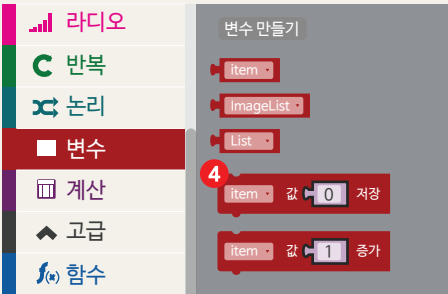 라디오
반복
논리
변수
계산
고급
f(x) 함수
변수 만들기
item
ImageList
List
4
item 값 0 저장
item 값 1 증가